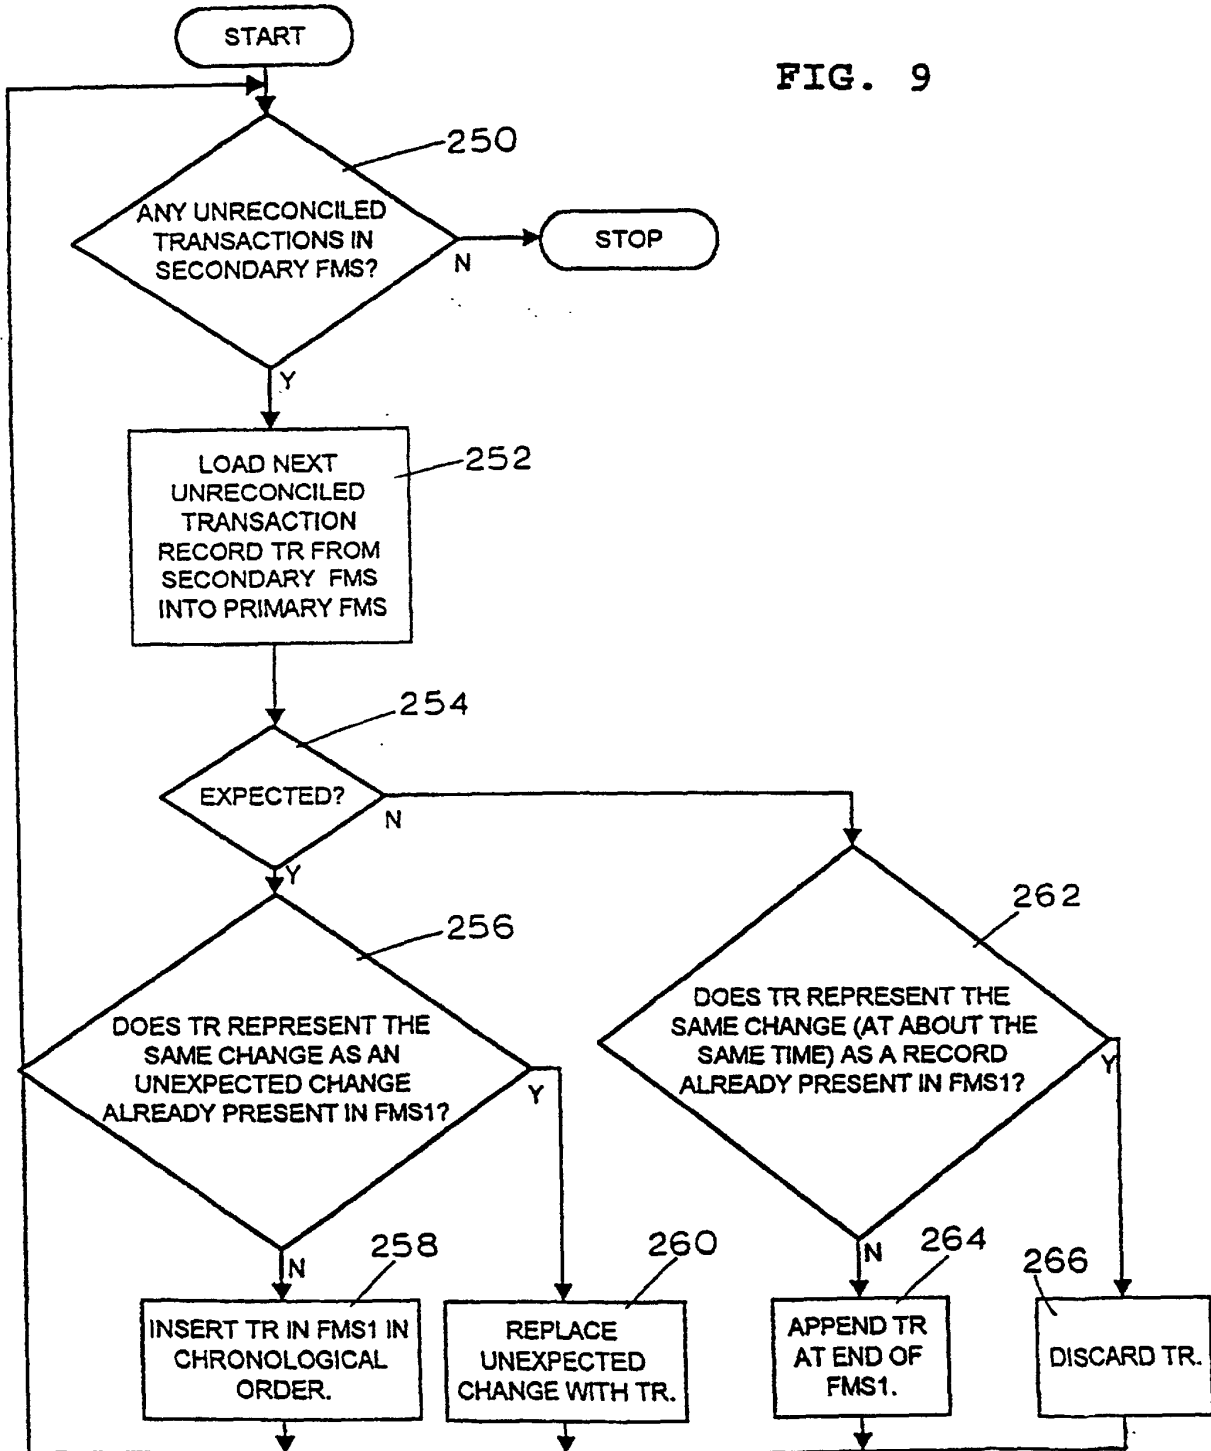 START
FIG. 9
250
ANY UNRECONCILED
TRANSACTIONS IN
SECONDARY FMS?
N
STOP
Y
LOAD NEXT
UNRECONCILED
TRANSACTION
RECORD TR FROM
SECONDARY FMS
INTO PRIMARY FMS
252
254
EXPECTED?
N
Y
256
DOES TR REPRESENT THE
SAME CHANGE AS AN
UNEXPECTED CHANGE
ALREADY PRESENT IN FMS1?
Y
N
262
DOES TR REPRESENT THE
SAME CHANGE (AT ABOUT THE
SAME TIME) AS A RECORD
ALREADY PRESENT IN FMS1?
Y
N
258
INSERT TR IN FMS1 IN
CHRONOLOGICAL
ORDER.
260
REPLACE
UNEXPECTED
CHANGE WITH TR.
264
APPEND TR
AT END OF
FMS1.
266
DISCARD TR.